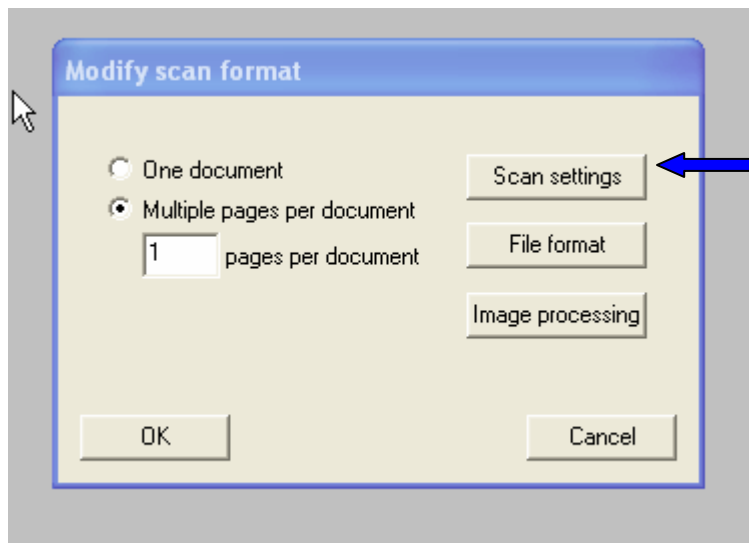 Modify scan format
One document
Multiple pages per document
1 pages per document
Scan settings
File format
Image processing
OK
Cancel